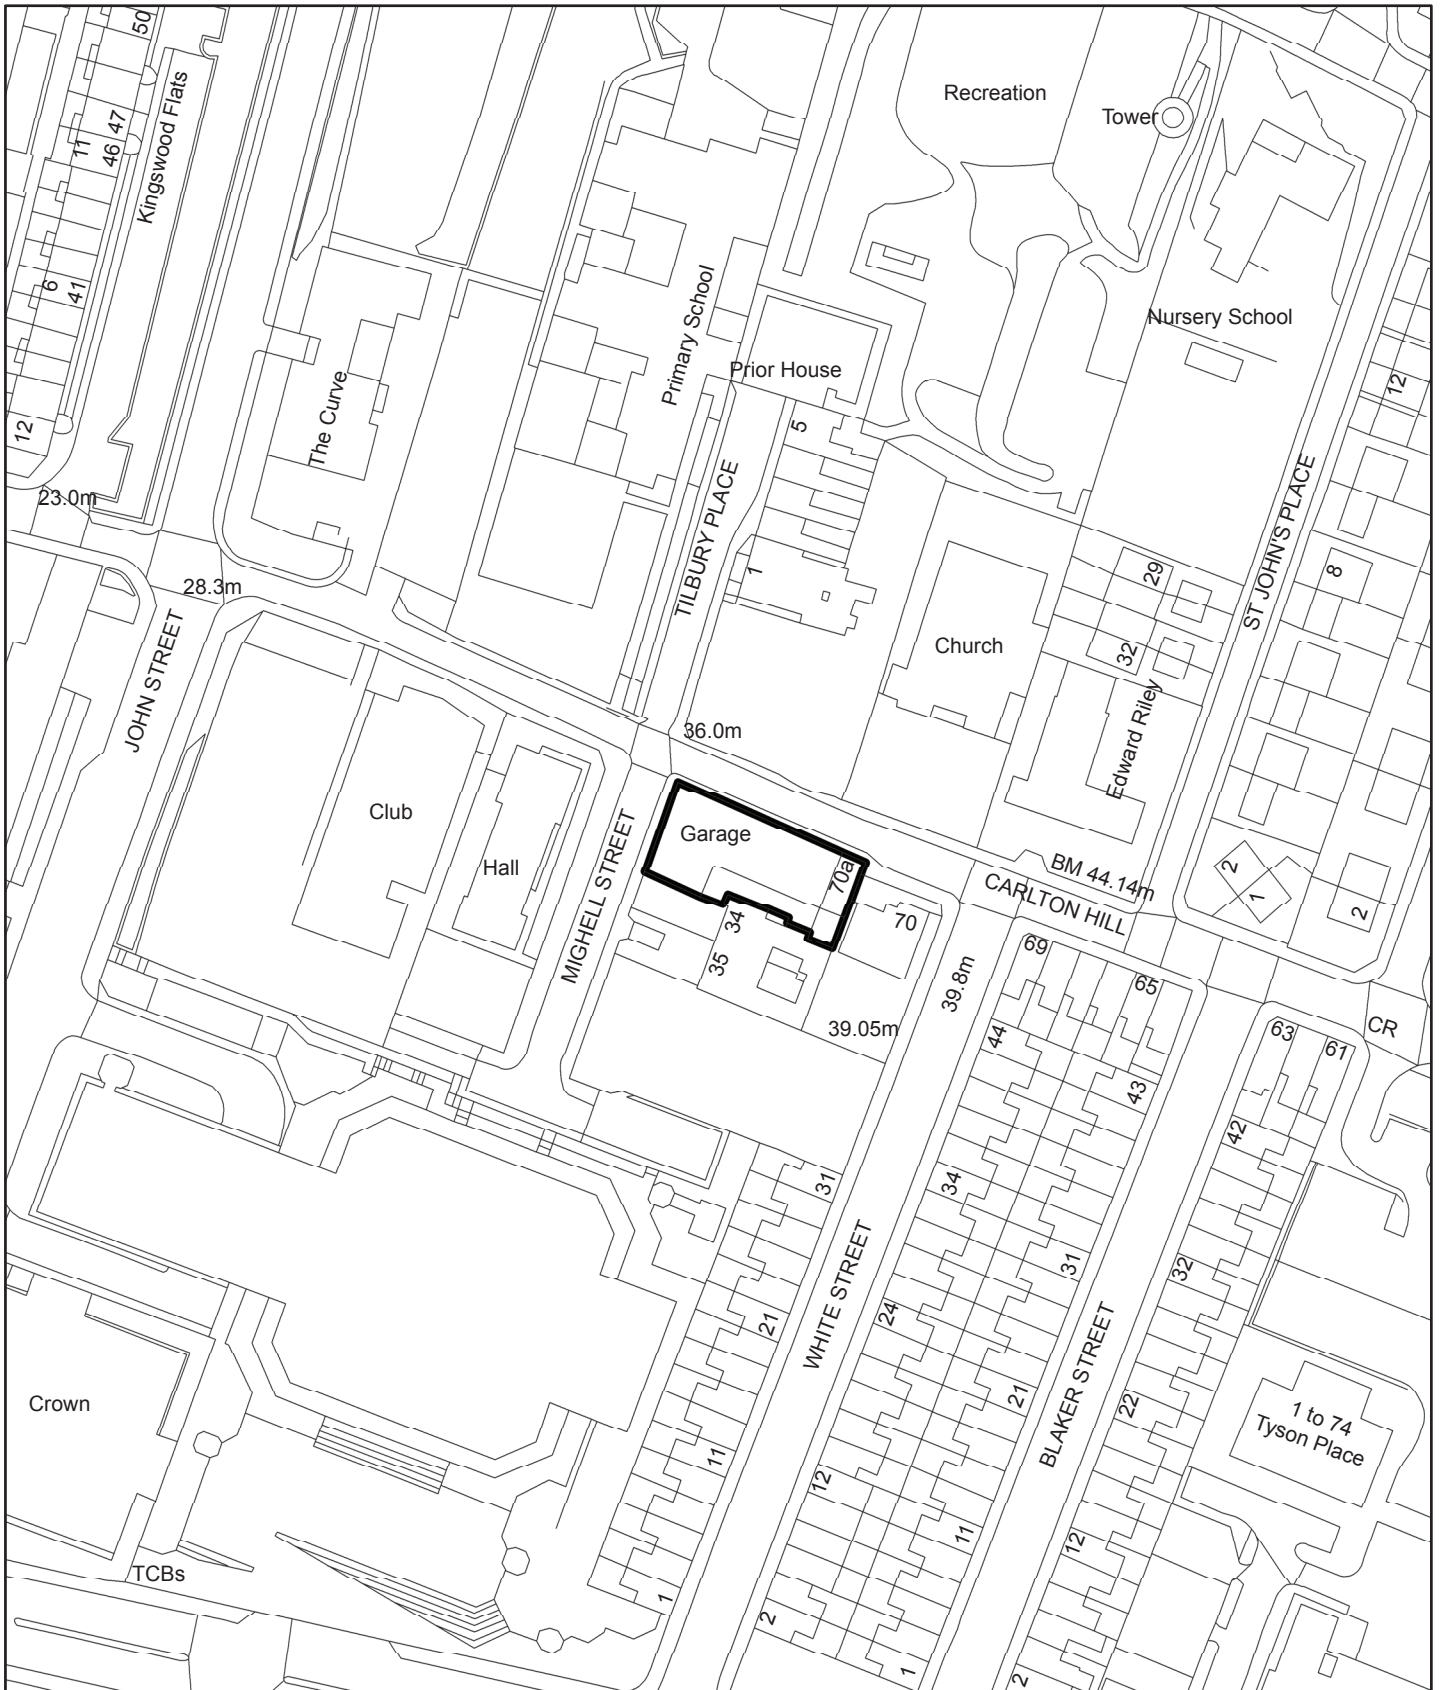 50
Recreation
Tower
47
11
46
Kingswood Flats
6
41
Primary School
Nursery School
Prior House
The Curve
12
5
12
23.0m
TILBURY PLACE
ST JOHN'S PLACE
1
29
8
28.3m
JOHN STREET
Church
32
Edward Riley
36.0m
Club
Hall
MIGHELL STREET
Garage
70a
BM 44.14m
CARLTON HILL
2
1
2
34
35
70
39.8m
69
65
39.05m
CR
63
61
44
43
42
31
34
31
32
WHITE STREET
21
24
21
22
BLAKER STREET
Crown
1 to 74
Tyson Place
11
12
11
12
TCBs
1
2
1
2